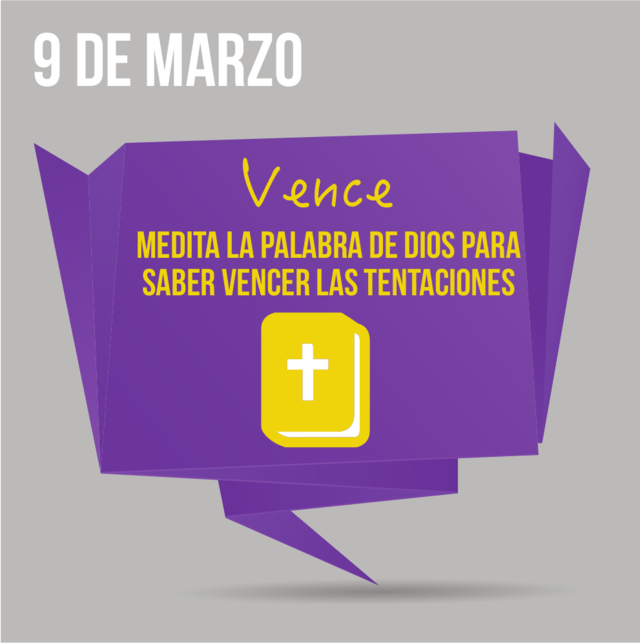 9 DE MARZO
Vence
MEDITA LA PALABRA DE DIOS PARA
SABER VENCER LAS TENTACIONES